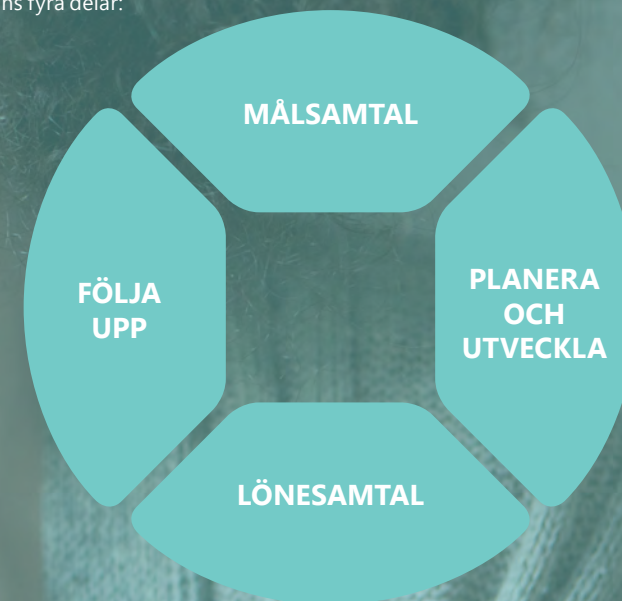 ns fyra delar:
MÅLSAMTAL
PLANERA
OCH
UTVECKLA
LÖNESAMTAL
FÖLJA
UPP